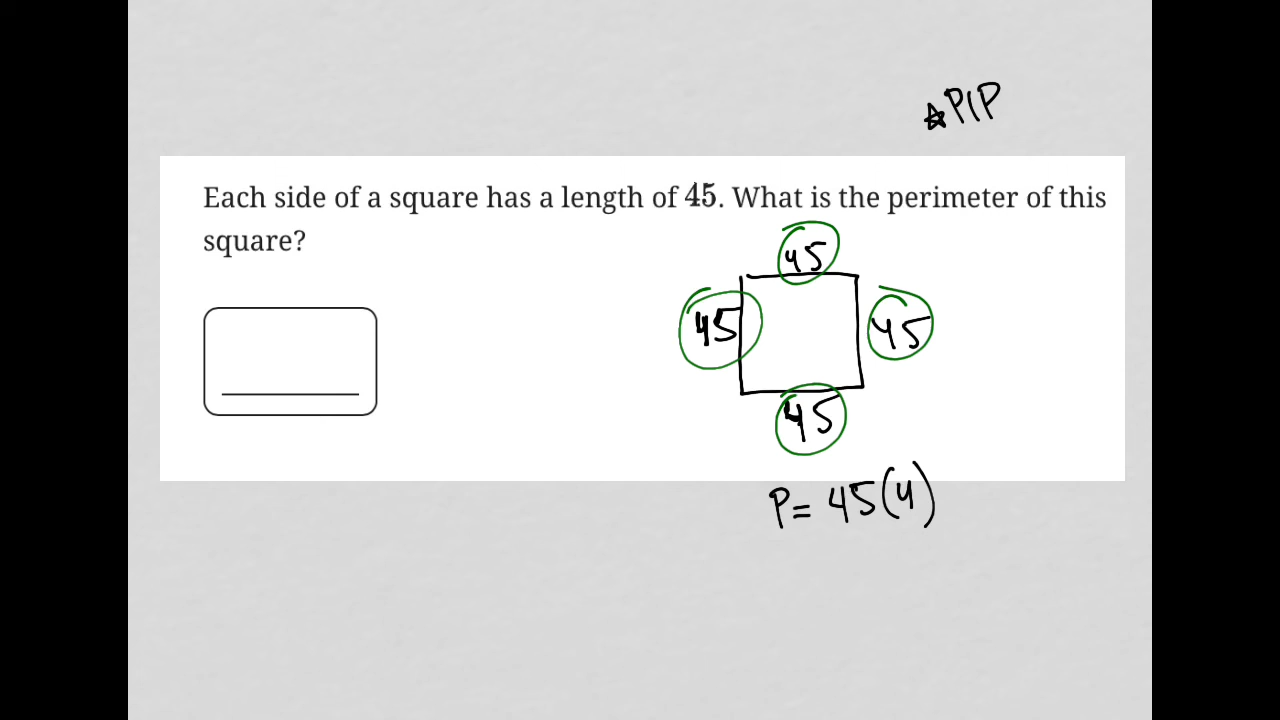 ☆PIP
Each side of a square has a length of 45. What is the perimeter of this
square?
45
45
45
45
P= 45(4)